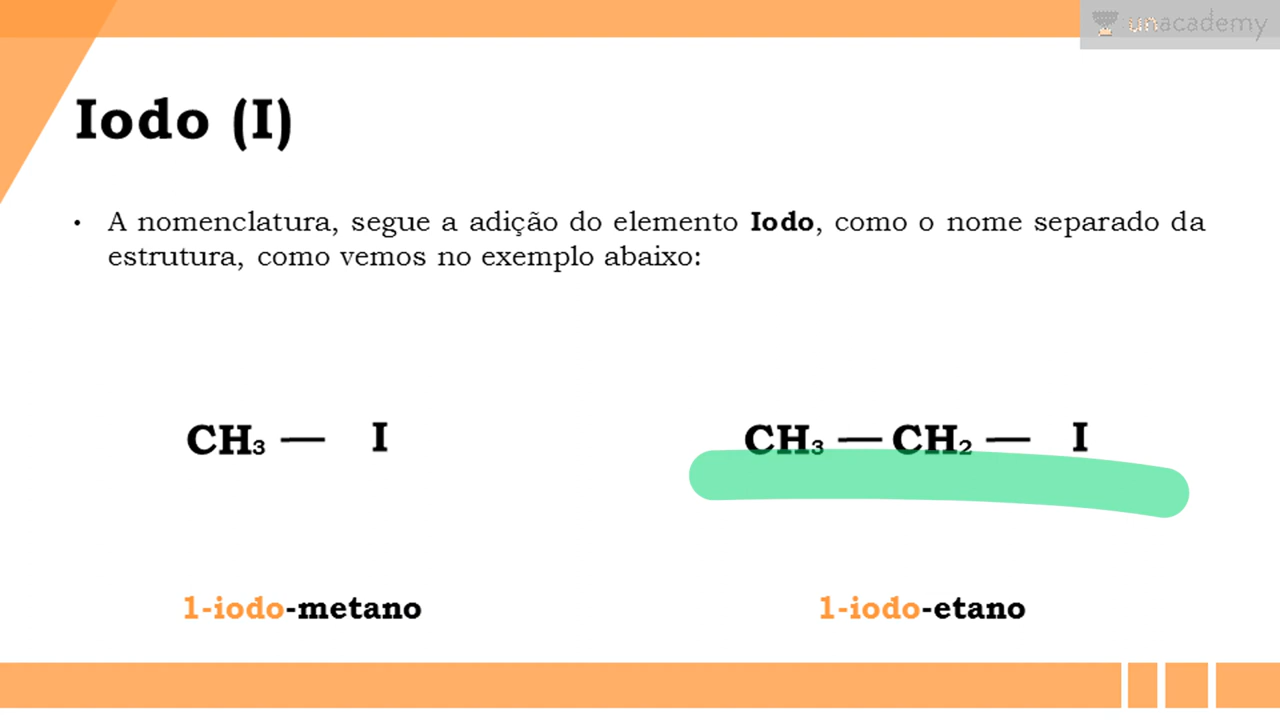 unacademy
Iodo (I)
• A nomenclatura, segue a adição do elemento Iodo, como o nome separado da
estrutura, como vemos no exemplo abaixo:
CH₃ — I
CH₃ — CH₂ — I
1-iodo-metano
1-iodo-etano